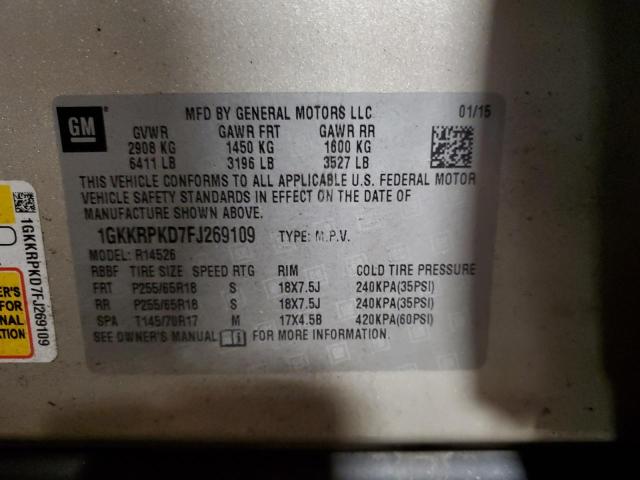 GM
MFD BY GENERAL MOTORS LLC 01/15
GVWR GAWR FRT GAWR RR
2908 KG 1450 KG 1600 KG
6411 LB 3196 LB 3527 LB
THIS VEHICLE CONFORMS TO ALL APPLICABLE U.S. FEDERAL MOTOR
VEHICLE SAFETY STANDARDS IN EFFECT ON THE DATE OF
MANUFACTURE SHOWN ABOVE.
1GKKRPKD7FJ269109 TYPE: M.P.V.
MODEL: R14526
RBBF TIRE SIZE SPEED RTG RIM COLD TIRE PRESSURE
FRT P255/65R18 S 18X7.5J 240KPA(35PSI)
RR P255/65R18 S 18X7.5J 240KPA(35PSI)
SPA T145/70R17 M 17X4.5B 420KPA(60PSI)
SEE OWNER'S MANUAL FOR MORE INFORMATION.
1GKKRPKD7FJ269109
ER'S
FOR
ONAL
TION